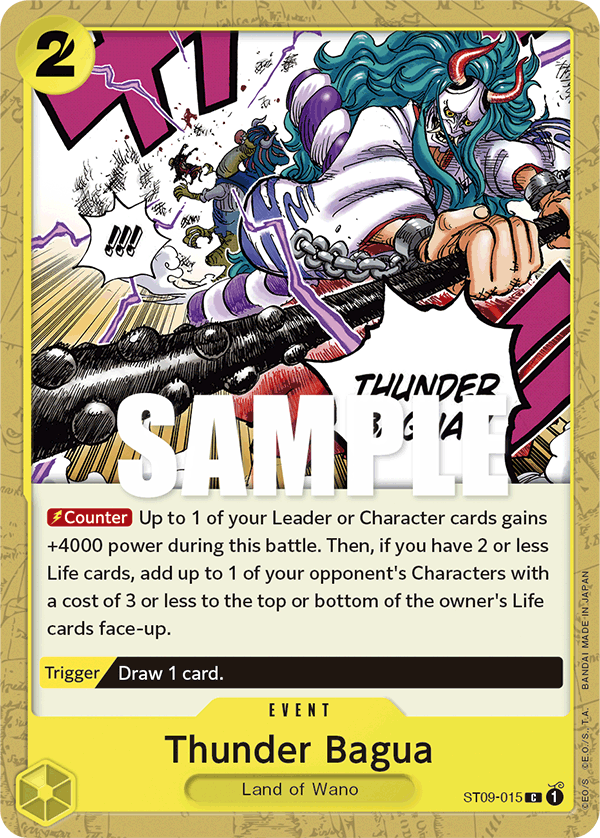 2
!!!
THUNDER
BAGUA
SAMPLE
Counter Up to 1 of your Leader or Character cards gains
+4000 power during this battle. Then, if you have 2 or less
Life cards, add up to 1 of your opponent's Characters with
a cost of 3 or less to the top or bottom of the owner's Life
cards face-up.
Trigger Draw 1 card.
EVENT
Thunder Bagua
Land of Wano
ST09-015 C 1
©E.O./S. ©E.O./S.,T.A. BANDAI MADE IN JAPAN